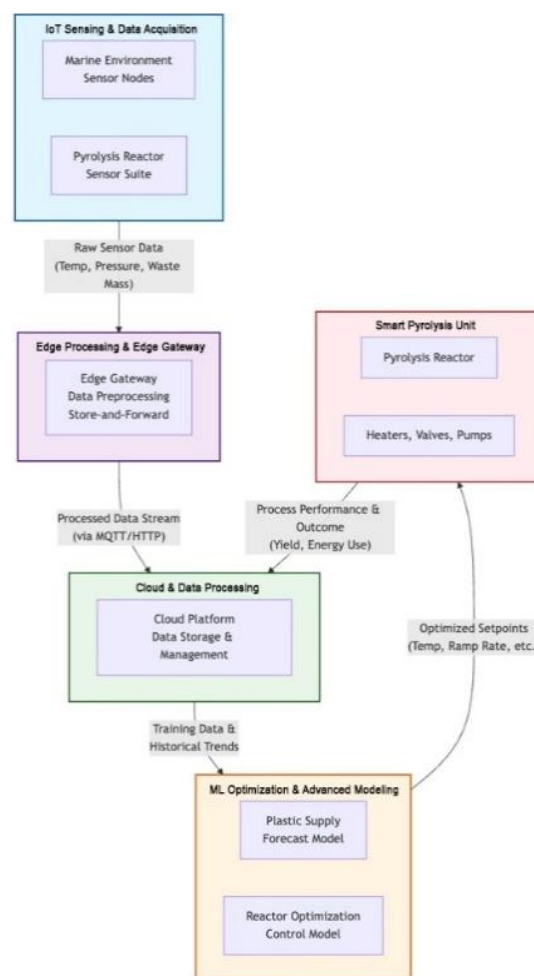 IoT Sensing & Data Acquisition
Marine Environment
Sensor Nodes
Pyrolysis Reactor
Sensor Suite
Raw Sensor Data
(Temp, Pressure, Waste
Mass)
Edge Processing & Edge Gateway
Edge Gateway
Data Preprocessing
Store-and-Forward
Smart Pyrolysis Unit
Pyrolysis Reactor
Heaters, Valves, Pumps
Processed Data Stream
(via MQTT/HTTP)
Process Performance &
Outcome
(Yield, Energy Use)
Cloud & Data Processing
Cloud Platform
Data Storage &
Management
Optimized Setpoints
(Temp, Ramp Rate, etc.
Training Data &
Historical Trends
ML Optimization & Advanced Modeling
Plastic Supply
Forecast Model
Reactor Optimization
Control Model